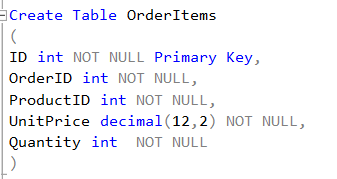 Create Table OrderItems
(
ID int NOT NULL Primary Key,
OrderID int NOT NULL,
ProductID int NOT NULL,
UnitPrice decimal(12,2) NOT NULL,
Quantity int  NOT NULL
)